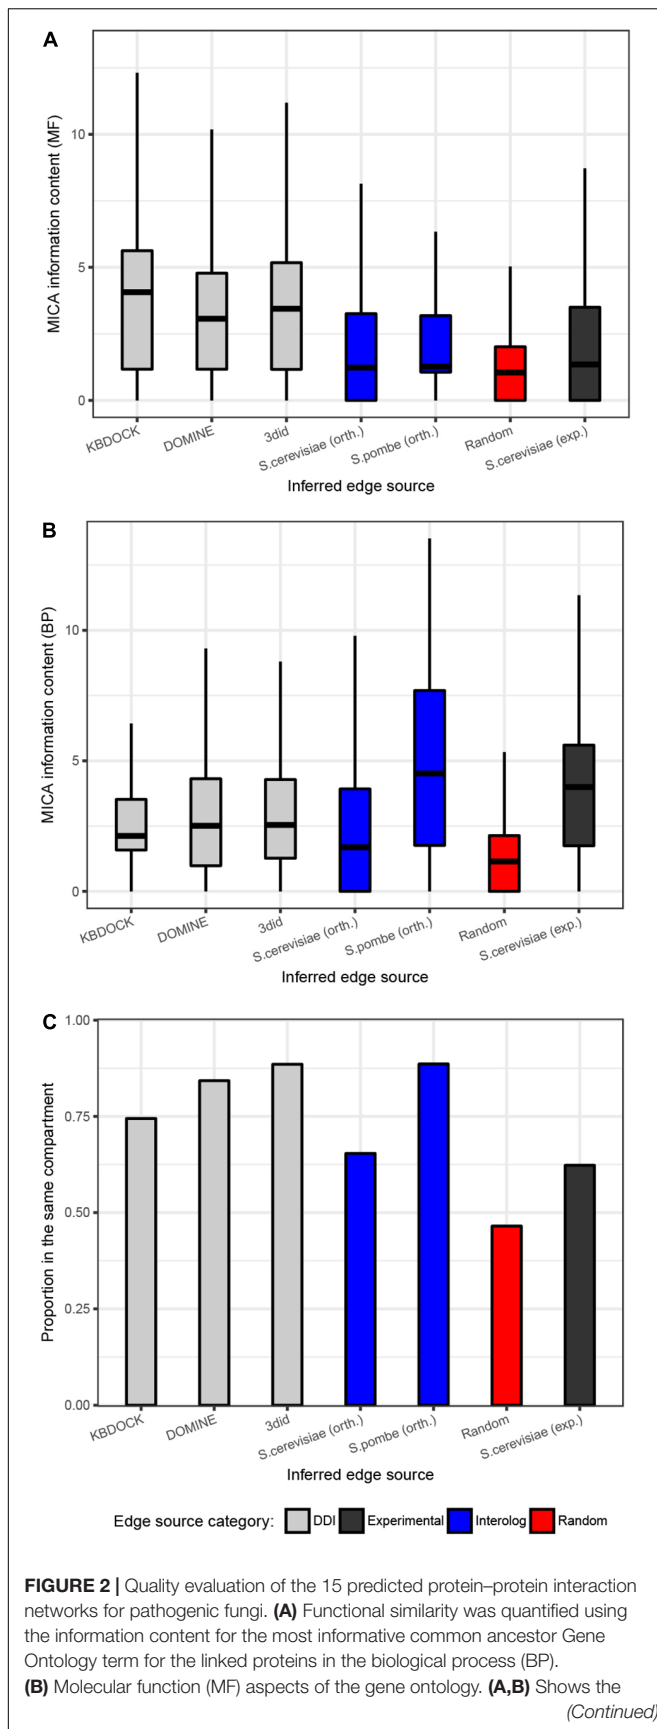 A
MICA information content (MF)
10
5
0
KBDOCK
DOMINE
3did
S.cerevisiae (orth.)
S.pombe (orth.)
Random
S.cerevisiae (exp.)
Inferred edge source
B
MICA information content (BP)
10
5
0
KBDOCK
DOMINE
3did
S.cerevisiae (orth.)
S.pombe (orth.)
Random
S.cerevisiae (exp.)
Inferred edge source
C
Proportion in the same compartment
1.00
0.75
0.50
0.25
0.00
KBDOCK
DOMINE
3did
S.cerevisiae (orth.)
S.pombe (orth.)
Random
S.cerevisiae (exp.)
Inferred edge source
Edge source category: DDI Experimental Interolog Random
FIGURE 2 | Quality evaluation of the 15 predicted protein–protein interaction
networks for pathogenic fungi. (A) Functional similarity was quantified using
the information content for the most informative common ancestor Gene
Ontology term for the linked proteins in the biological process (BP).
(B) Molecular function (MF) aspects of the gene ontology. (A,B) Shows the
(Continued)